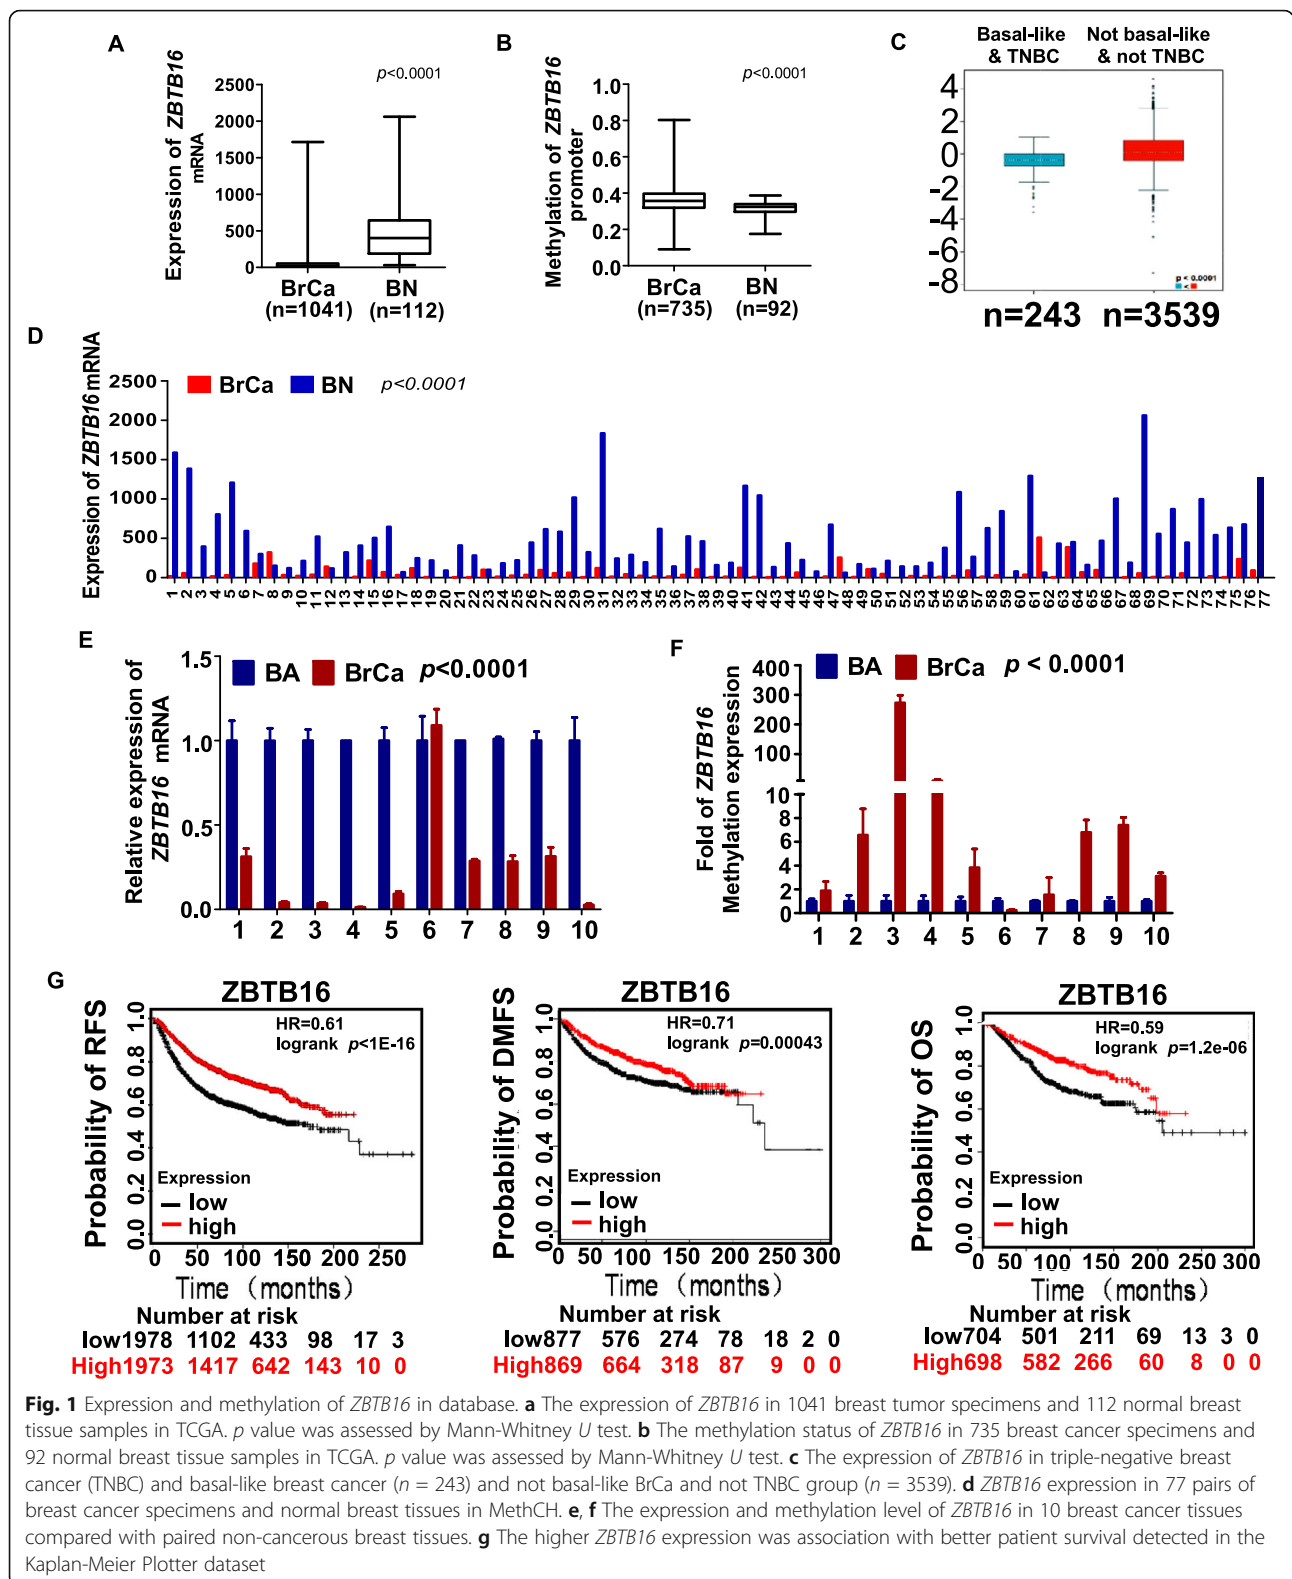 A
Expression of ZBTB16
mRNA
p<0.0001
2500
2000
1500
1000
500
0
BrCa
BN
(n=1041)
(n=112)
B
Methylation of ZBTB16
promoter
p<0.0001
1.0
0.8
0.6
0.4
0.2
0.0
BrCa
BN
(n=735)
(n=92)
C
Basal-like
& TNBC
Not basal-like
& not TNBC
4
2
0
-2
-4
-6
-8
p < 0.0001
<
n=243
n=3539
D
Expression of ZBTB16 mRNA
BrCa
BN
p<0.0001
2500
2000
1500
1000
500
0
1 2 3 4 5 6 7 8 9 10 11 12 13 14 15 16 17 18 19 20 21 22 23 24 25 26 27 28 29 30 31 32 33 34 35 36 37 38 39 40 41 42 43 44 45 46 47 48 49 50 51 52 53 54 55 56 57 58 59 60 61 62 63 64 65 66 67 68 69 70 71 72 73 74 75 76 77
E
Relative expression of
ZBTB16 mRNA
BA
BrCa
p<0.0001
1.5
1.0
0.5
0.0
1 2 3 4 5 6 7 8 9 10
F
Fold of ZBTB16
Methylation expression
BA
BrCa
p < 0.0001
400
300
200
100
10
8
6
4
2
0
1 2 3 4 5 6 7 8 9 10
G
ZBTB16
Probability of RFS
1.0
0.8
0.6
0.4
0.2
0.0
HR=0.61
logrank p<1E-16
Expression
low
high
0 50 100 150 200 250
Time (months)
Number at risk
low1978 1102 433 98 17 3
High1973 1417 642 143 10 0
ZBTB16
Probability of DMFS
1.0
0.8
0.6
0.4
0.2
0.0
HR=0.71
logrank p=0.00043
Expression
low
high
0 50 100 150 200 250 300
Time (months)
Number at risk
low877 576 274 78 18 2 0
High869 664 318 87 9 0 0
ZBTB16
Probability of OS
1.0
0.8
0.6
0.4
0.2
0.0
HR=0.59
logrank p=1.2e-06
Expression
low
high
0 50 100 150 200 250 300
Time (months)
Number at risk
low704 501 211 69 13 3 0
High698 582 266 60 8 0 0
Fig. 1 Expression and methylation of ZBTB16 in database. a The expression of ZBTB16 in 1041 breast tumor specimens and 112 normal breast
tissue samples in TCGA. p value was assessed by Mann-Whitney U test. b The methylation status of ZBTB16 in 735 breast cancer specimens and
92 normal breast tissue samples in TCGA. p value was assessed by Mann-Whitney U test. c The expression of ZBTB16 in triple-negative breast
cancer (TNBC) and basal-like breast cancer (n = 243) and not basal-like BrCa and not TNBC group (n = 3539). d ZBTB16 expression in 77 pairs of
breast cancer specimens and normal breast tissues in MethCH. e, f The expression and methylation level of ZBTB16 in 10 breast cancer tissues
compared with paired non-cancerous breast tissues. g The higher ZBTB16 expression was association with better patient survival detected in the
Kaplan-Meier Plotter dataset